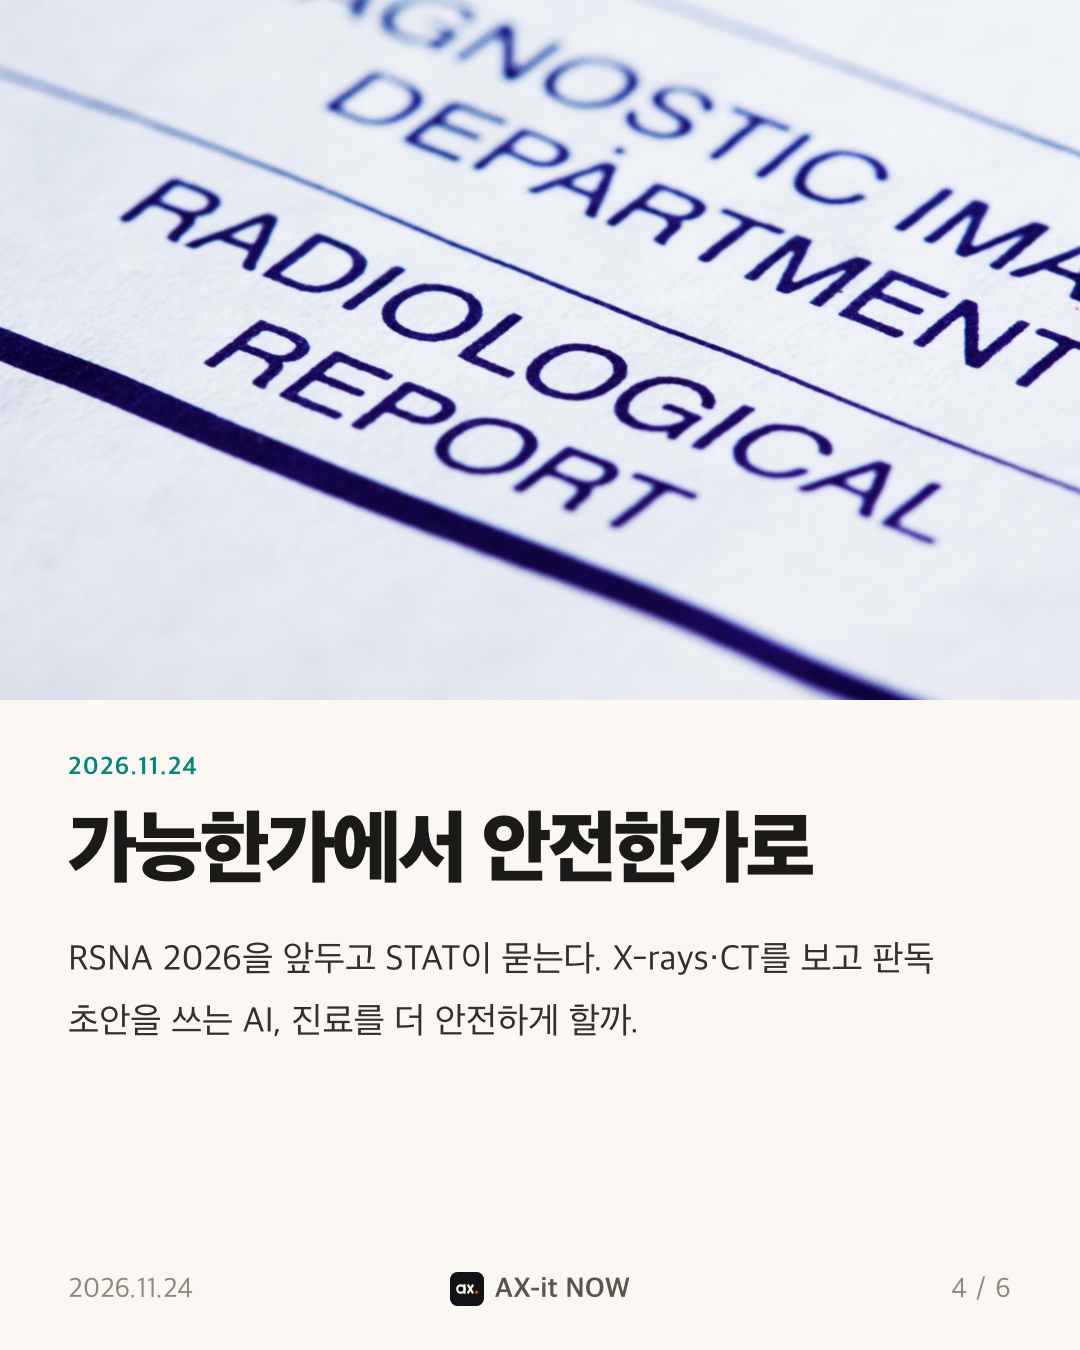 AGNOSTIC IMA
DEPARTMENT
RADIOLOGICAL
REPORT
2026.11.24
가능한가에서 안전한가로
RSNA 2026을 앞두고 STAT이 묻는다. X-rays·CT를 보고 판독
초안을 쓰는 AI, 진료를 더 안전하게 할까.
2026.11.24
ax.
AX-it NOW
4 / 6